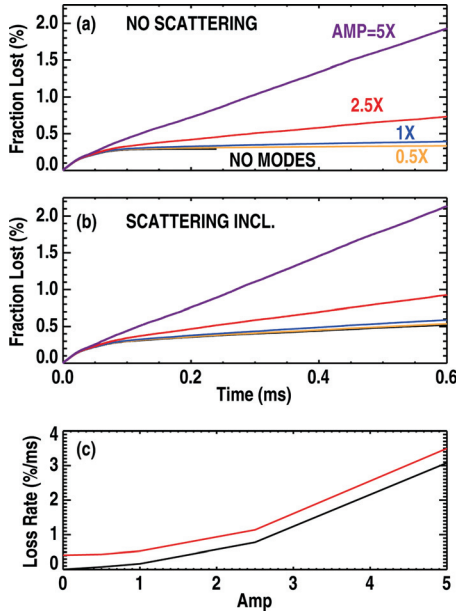 (a) NO SCATTERING AMP=5X
2.0
1.5
1.0
0.5
0.0
Fraction Lost (%)
2.5X
1X
0.5X
NO MODES
(b) SCATTERING INCL.
2.0
1.5
1.0
0.5
0.0
Fraction Lost (%)
0.0 0.2 0.4 0.6
Time (ms)
(c)
4
3
2
1
0
Loss Rate (%/ms)
0 1 2 3 4 5
Amp